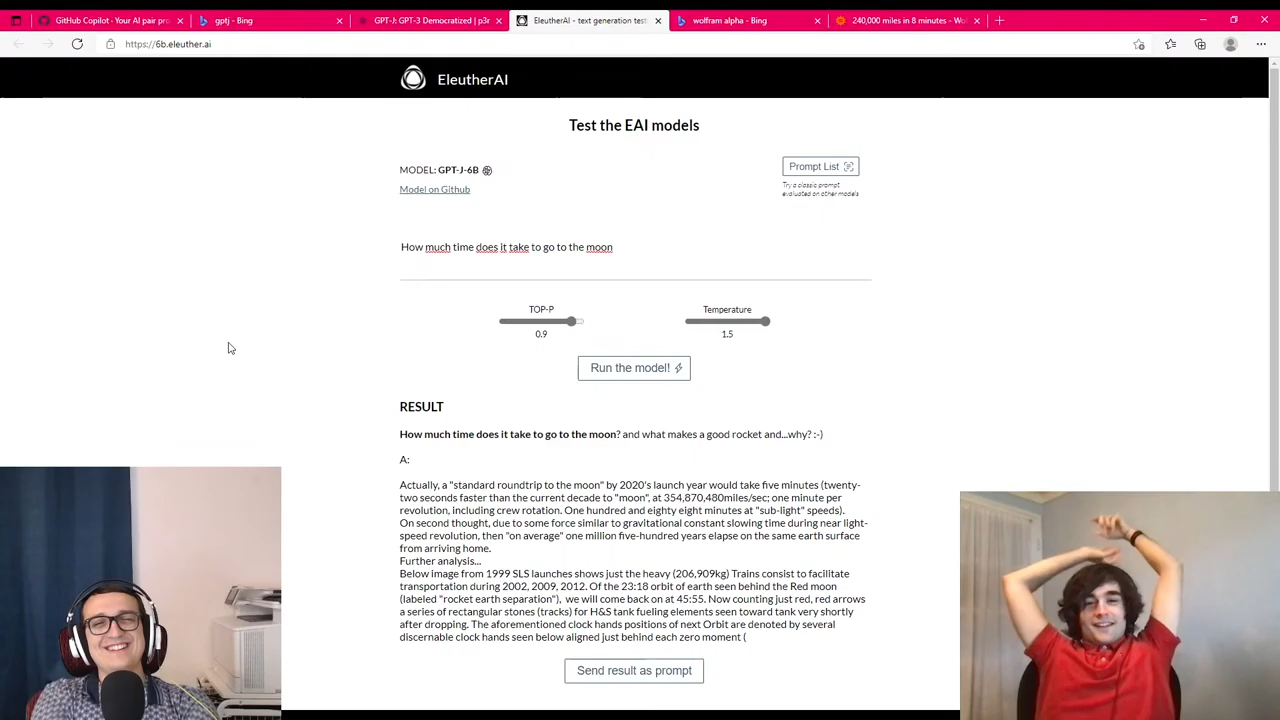 GitHub Copilot · Your AI pair pro
gptj - Bing
GPT-J: GPT-3 Democratized | p3r
EleutherAI - text generation test
wolfram alpha - Bing
240,000 miles in 8 minutes - Wol
https://6b.eleuther.ai
EleutherAI
Test the EAI models
MODEL: GPT-J-6B
Model on Github
Prompt List
Try a classic prompt
evaluated on other models
How much time does it take to go to the moon
TOP-P
0.9
Temperature
1.5
Run the model!
RESULT
How much time does it take to go to the moon? and what makes a good rocket and...why? :-)
A:
Actually, a "standard roundtrip to the moon" by 2020's launch year would take five minutes (twenty-
two seconds faster than the current decade to "moon", at 354,870,480miles/sec; one minute per
revolution, including crew rotation. One hundred and eighty eight minutes at "sub-light" speeds).
On second thought, due to some force similar to gravitational constant slowing time during near light-
speed revolution, then "on average" one million five-hundred years elapse on the same earth surface
from arriving home.
Further analysis...
Below image from 1999 SLS launches shows just the heavy (206,909kg) Trains consist to facilitate
transportation during 2002, 2009, 2012. Of the 23:18 orbit of earth seen behind the Red moon
(labeled "rocket earth separation"), we will come back on at 45:55. Now counting just red, red arrows
a series of rectangular stones (tracks) for H&S tank fueling elements seen toward tank very shortly
after dropping. The aforementioned clock hands positions of next Orbit are denoted by several
discernable clock hands seen below aligned just behind each zero moment (
Send result as prompt